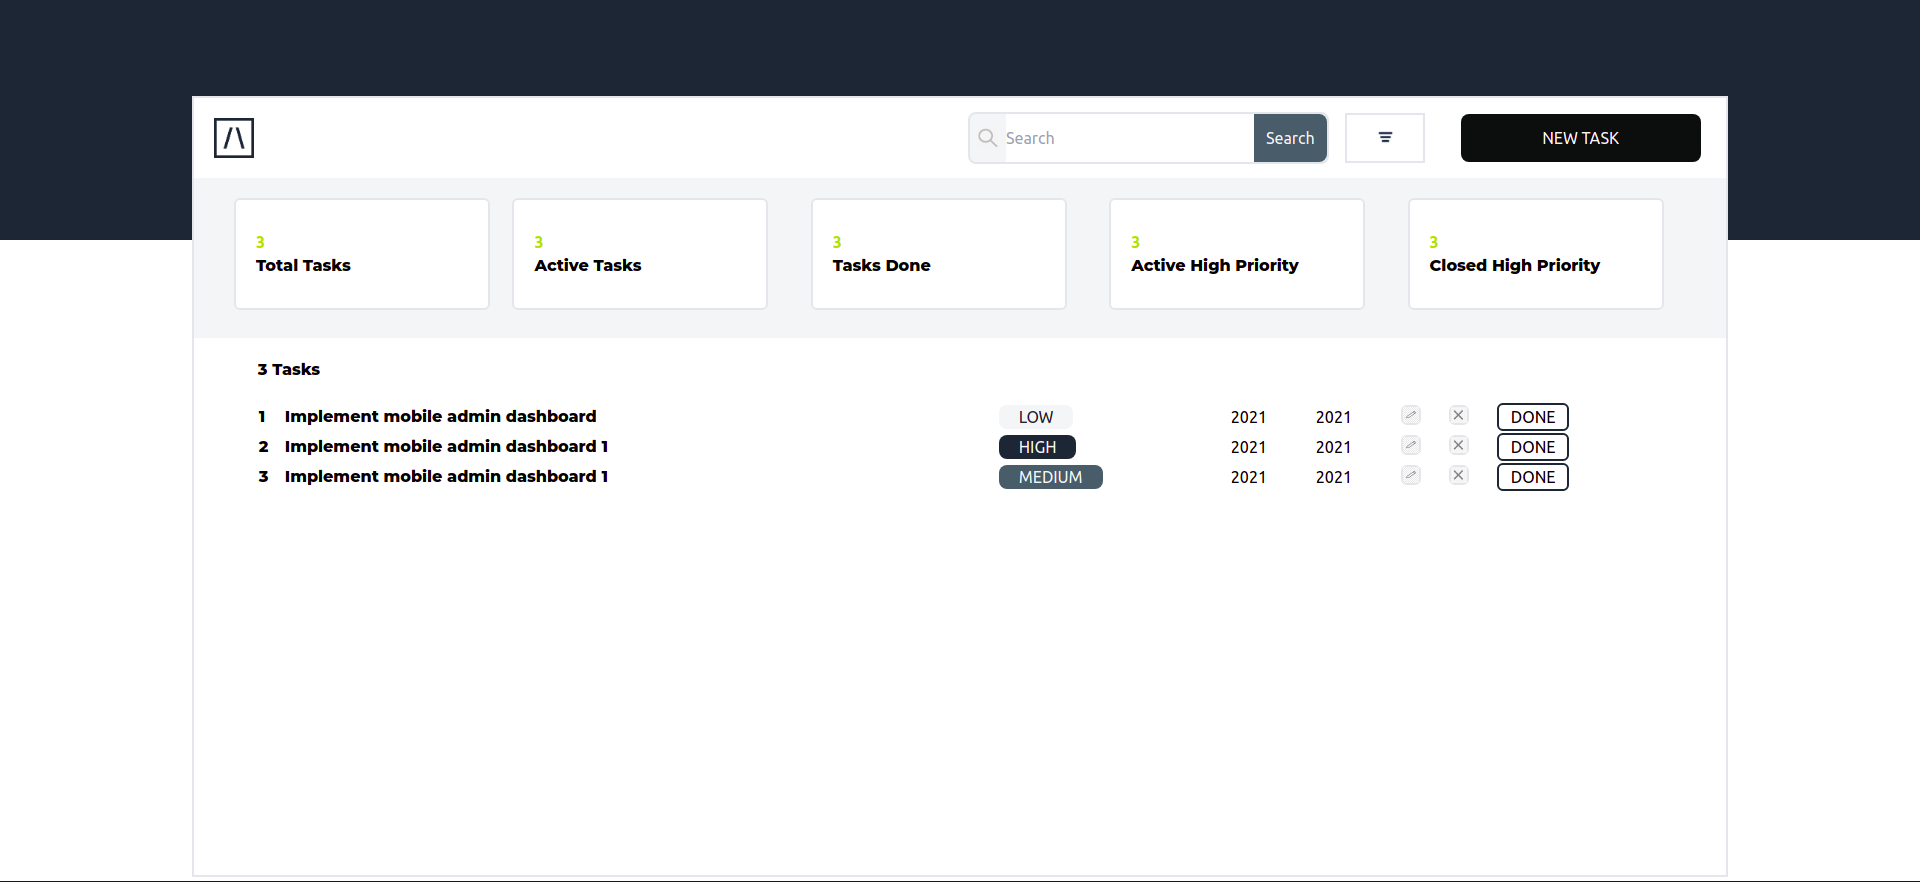 Search Search NEW TASK
3 3 3 3 3
Total Tasks Active Tasks Tasks Done Active High Priority Closed High Priority
3 Tasks
1 Implement mobile admin dashboard LOW 2021 2021 DONE
2 Implement mobile admin dashboard 1 HIGH 2021 2021 DONE
3 Implement mobile admin dashboard 1 MEDIUM 2021 2021 DONE